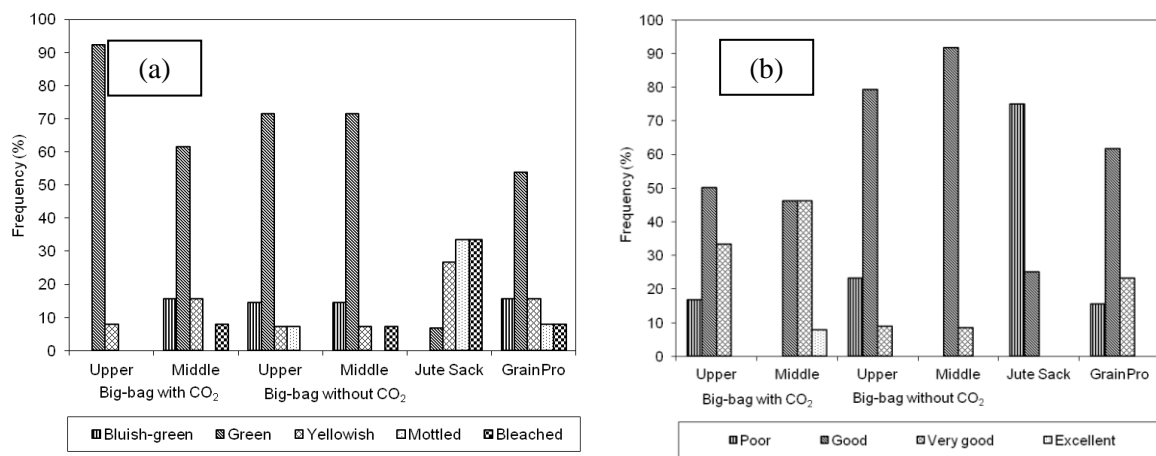 (a)
Frequency (%)
100
90
80
70
60
50
40
30
20
10
0
Upper Middle Upper Middle Jute Sack GrainPro
Big-bag with CO₂ Big-bag without CO₂
Bluish-green Green Yellowish Mottled Bleached
(b)
Frequency (%)
100
90
80
70
60
50
40
30
20
10
0
Upper Middle Upper Middle Jute Sack GrainPro
Big-bag with CO₂ Big-bag without CO₂
Poor Good Very good Excellent